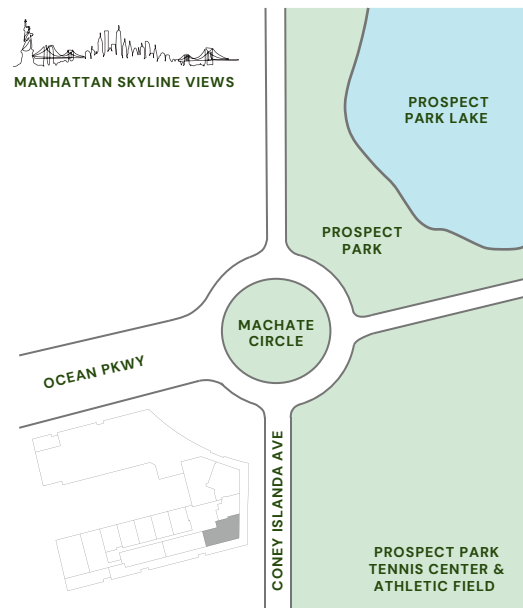 MANHATTAN SKYLINE VIEWS
PROSPECT
PARK LAKE
PROSPECT
PARK
MACHATE
CIRCLE
OCEAN PKWY
CONEY ISLANDA AVE
PROSPECT PARK
TENNIS CENTER &
ATHLETIC FIELD